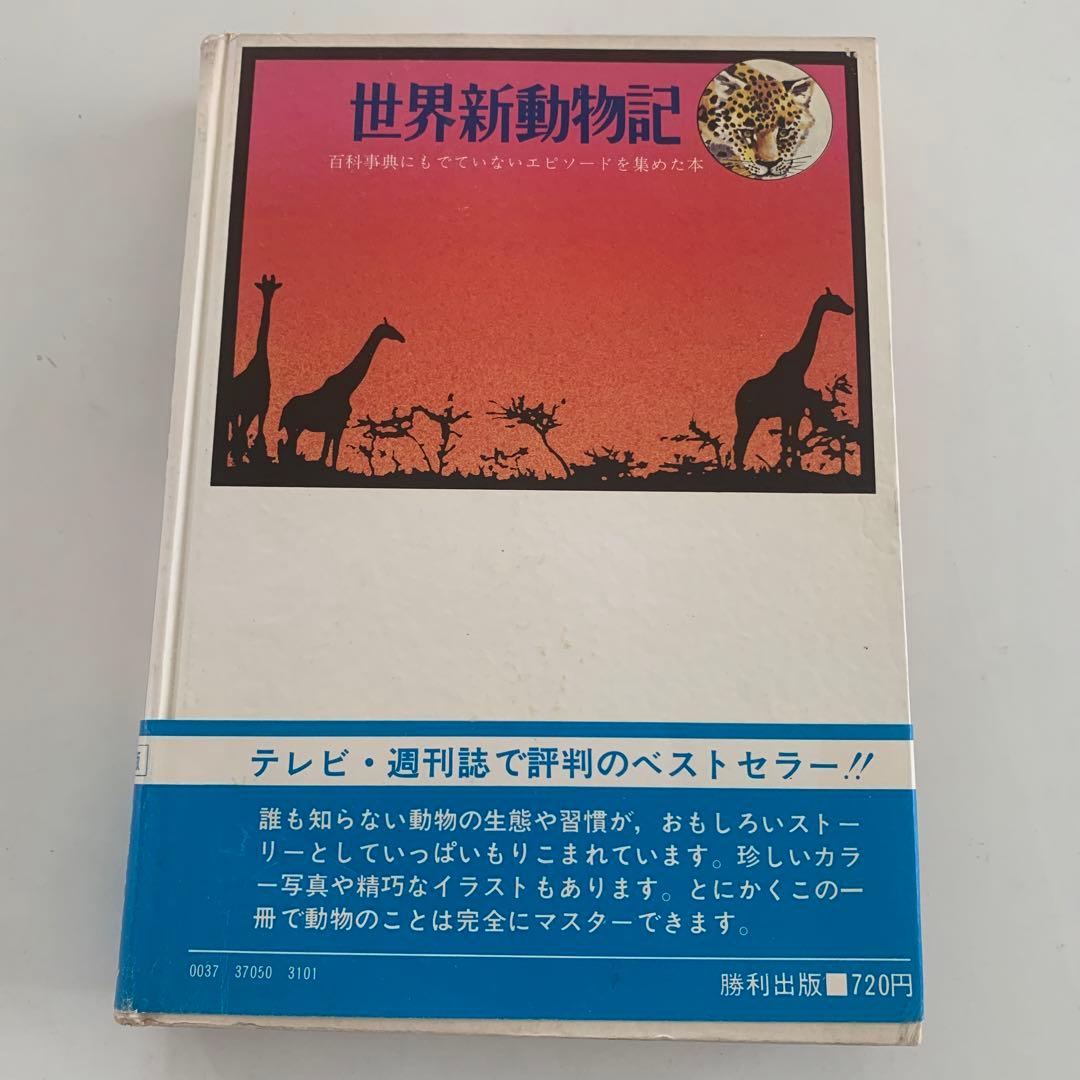 世界新動物記
百科事典にもでていないエピソードを集めた本
テレビ・週刊誌で評判のベストセラー!!
誰も知らない動物の生態や習慣が，おもしろいストー
リーとしていっぱいもりこまれています。珍しいカラ
ー写真や精巧なイラストもあります。とにかくこの一
冊で動物のことは完全にマスターできます。
0037 37050 3101
勝利出版■720円